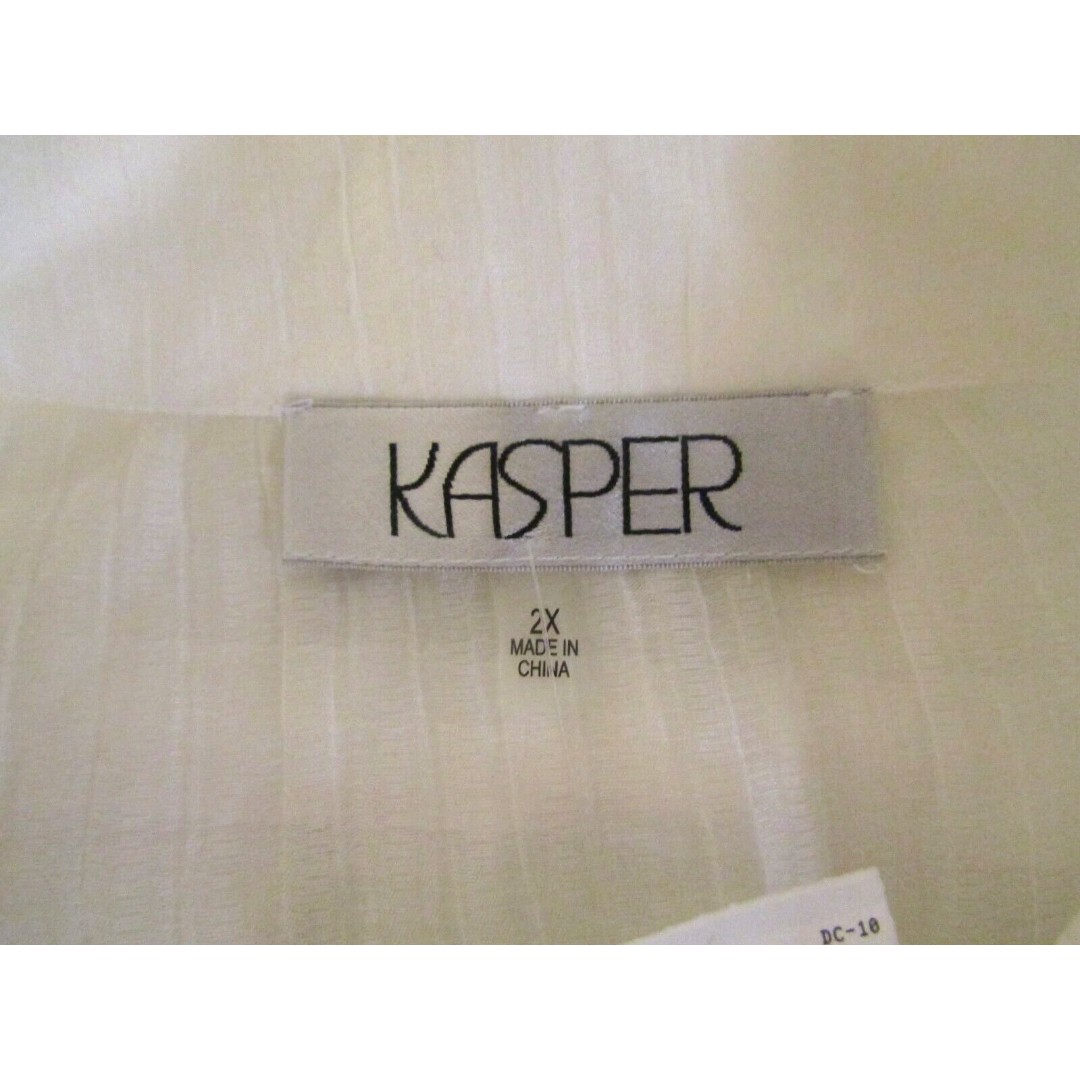 KASPER
2X
MADE IN
CHINA
DC-10